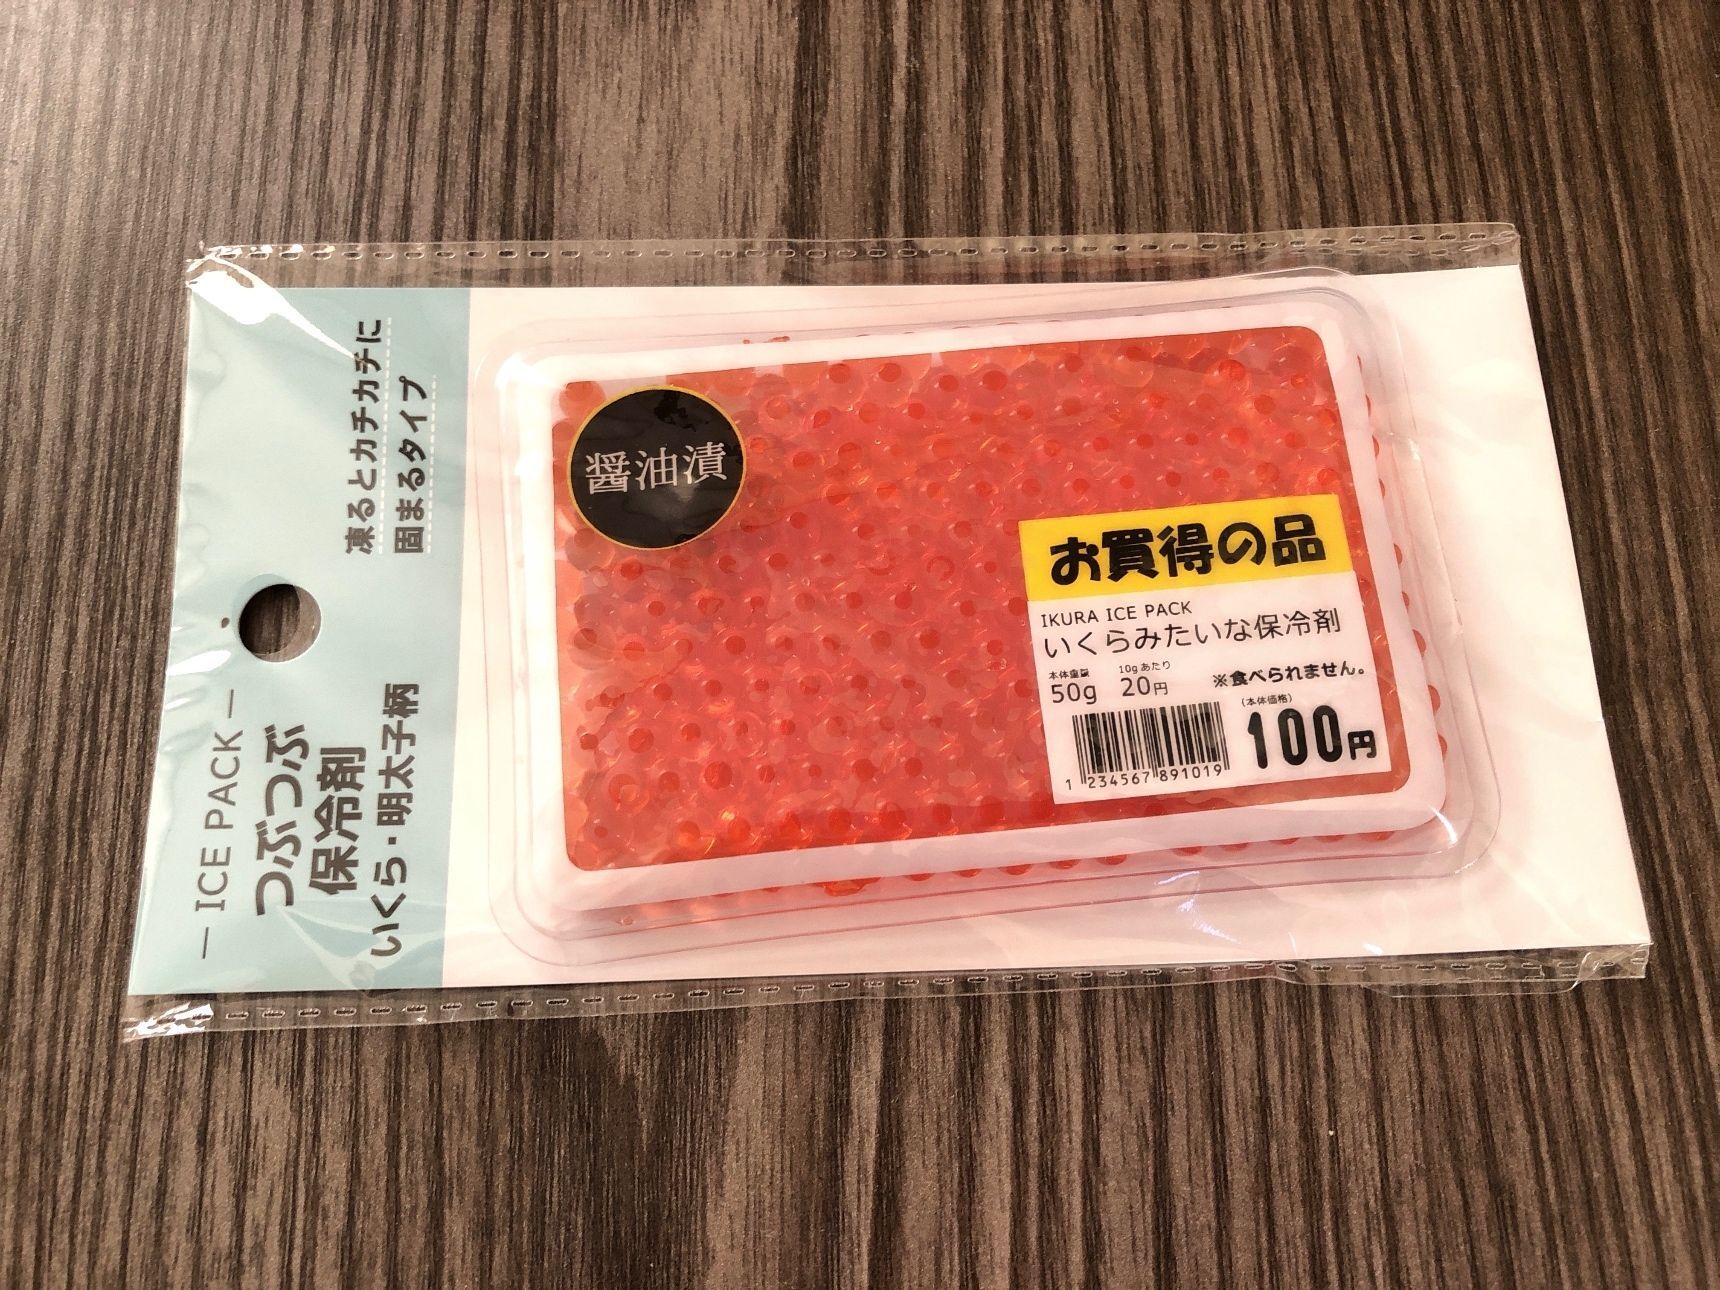 — ICE PACK —
つぶつぶ
保冷剤
いくら・明太子柄
凍るとカチカチに
固まるタイプ
醤油漬
お買得の品
IKURA ICE PACK
いくらみたいな保冷剤
本体重量 10gあたり
50g 20円 ※食べられません。
(本体価格)
100円
1 234567 891019